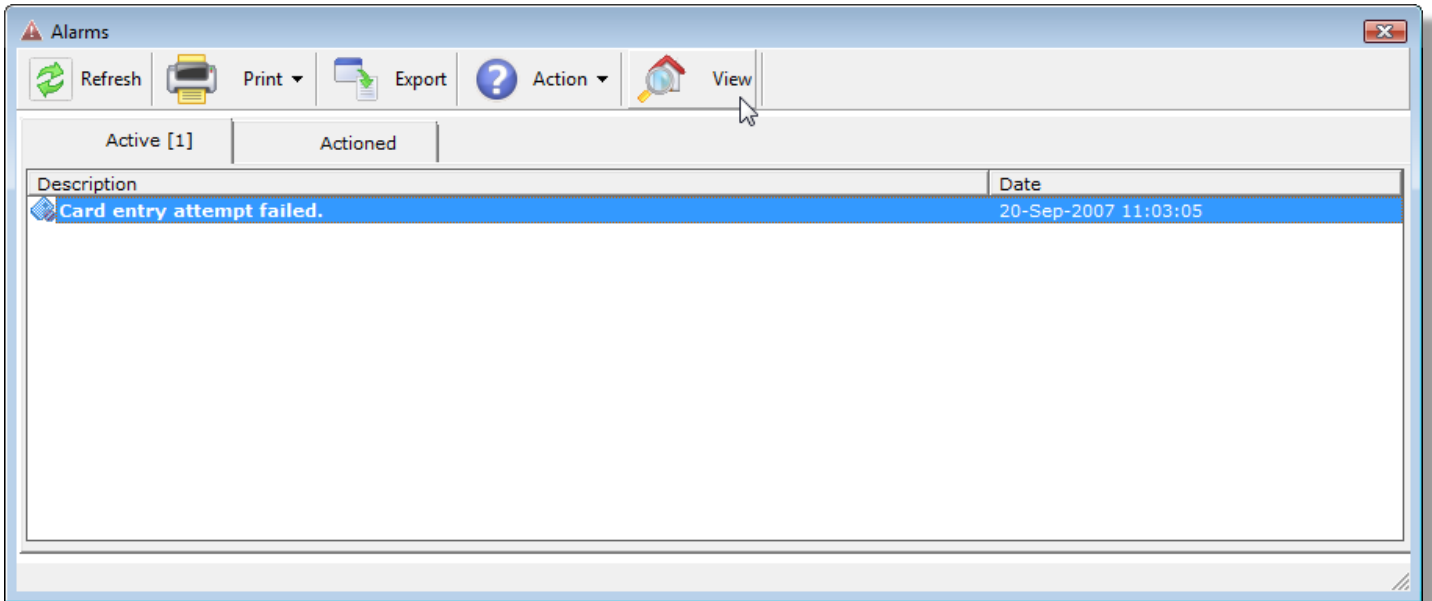 Alarms
Refresh Print Export Action View
Active [1] Actioned
Description Date
Card entry attempt failed. 20-Sep-2007 11:03:05